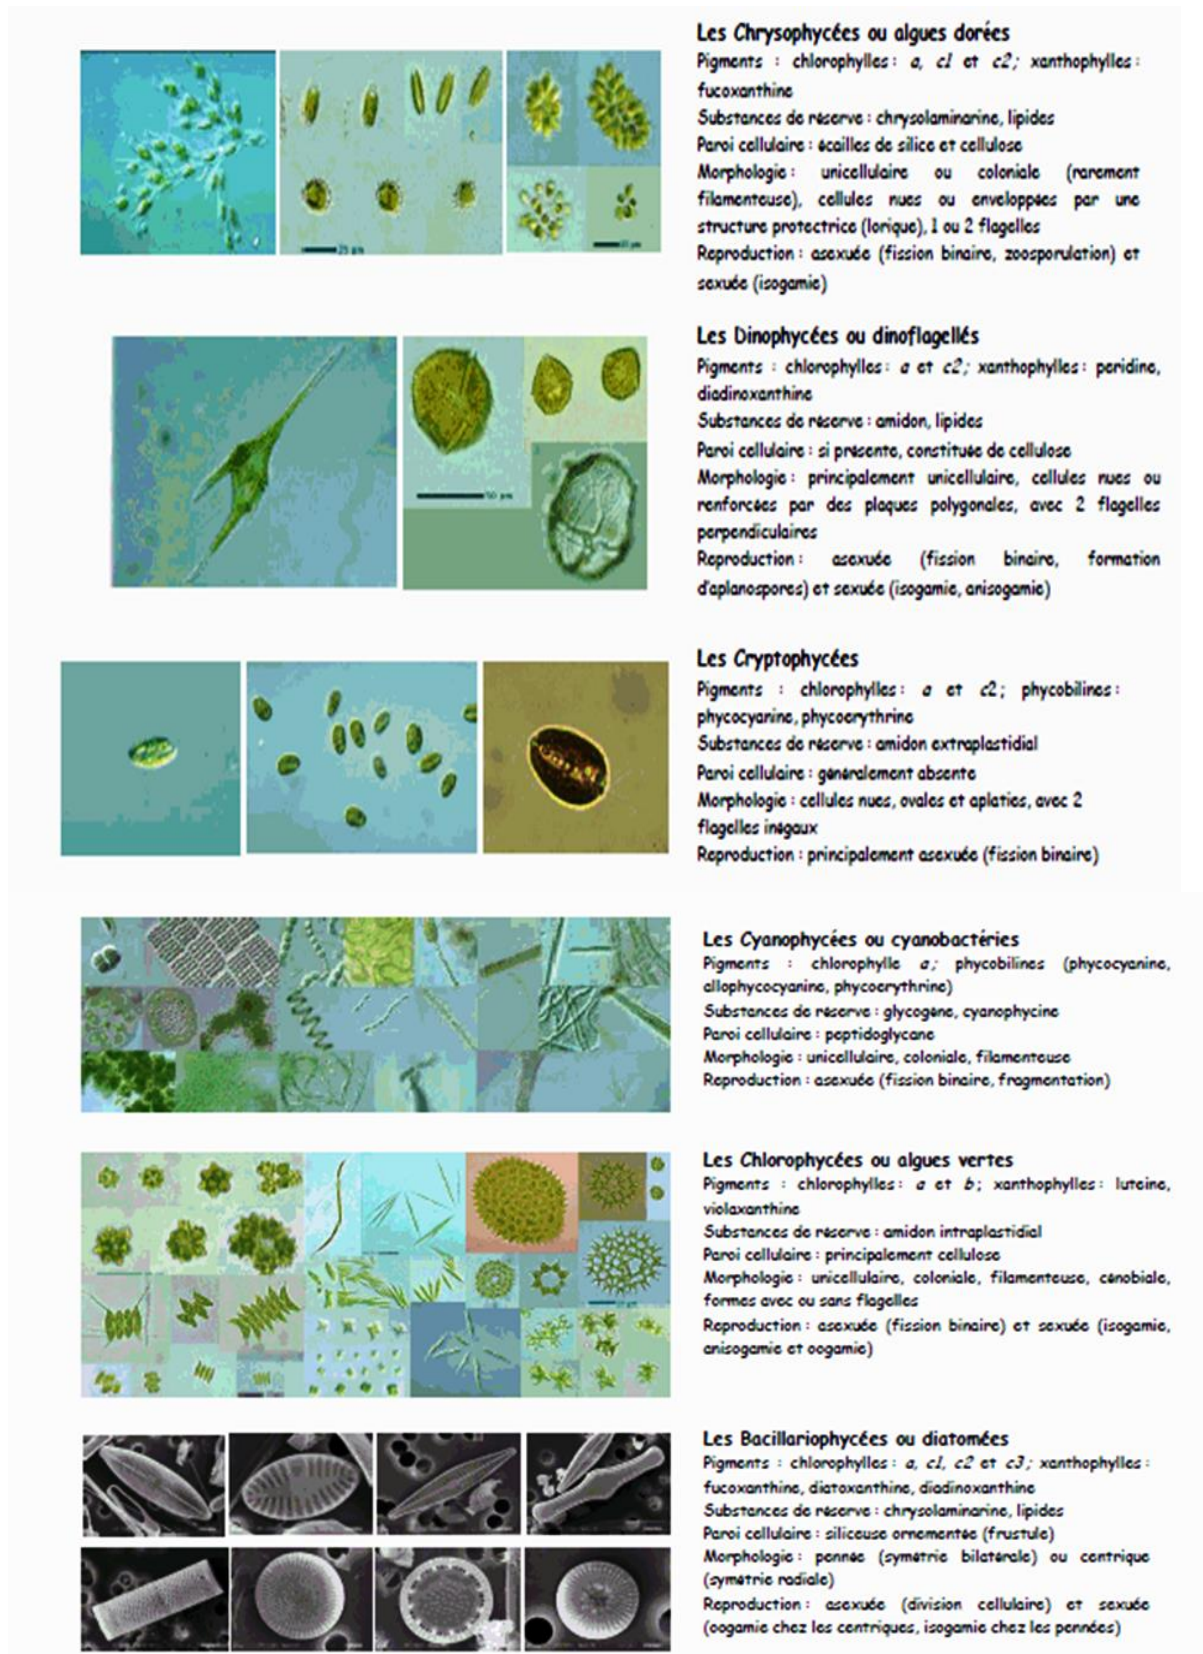 Les Chrysophycées ou algues dorées
Pigments : chlorophylles: a, c1 et c2; xanthophylles:
fucoxanthine
Substances de réserve : chrysolaminarine, lipides
Paroi cellulaire : écailles de silice et cellulose
Morphologie : unicellulaire ou coloniale (rarement
filamenteuse), cellules nues ou enveloppées par une
structure protectrice (lorique), 1 ou 2 flagelles
Reproduction : asexuée (fission binaire, zoosporulation) et
sexuée (isogamie)
25 µm
Les Dinophycées ou dinoflagellés
Pigments : chlorophylles: a et c2; xanthophylles: peridine,
diadinoxanthine
Substances de réserve : amidon, lipides
Paroi cellulaire : si présente, constituée de cellulose
Morphologie : principalement unicellulaire, cellules nues ou
renforcées par des plaques polygonales, avec 2 flagelles
perpendiculaires
Reproduction : asexuée (fission binaire, formation
d'aplanospores) et sexuée (isogamie, anisogamie)
50 µm
Les Cryptophycées
Pigments : chlorophylles: a et c2; phycobilines:
phycocyanine, phycoerythrine
Substances de réserve : amidon extraplastidial
Paroi cellulaire : généralement absente
Morphologie : cellules nues, ovales et aplaties, avec 2
flagelles inégaux
Reproduction : principalement asexuée (fission binaire)
Les Cyanophycées ou cyanobactéries
Pigments : chlorophylle a; phycobilines (phycocyanine,
allophycocyanine, phycoerythrine)
Substances de réserve : glycogène, cyanophycine
Paroi cellulaire : peptidoglycane
Morphologie : unicellulaire, coloniale, filamenteuse
Reproduction : asexuée (fission binaire, fragmentation)
Les Chlorophycées ou algues vertes
Pigments : chlorophylles: a et b; xanthophylles: luteine,
violaxanthine
Substances de réserve : amidon intraplastidial
Paroi cellulaire : principalement cellulose
Morphologie : unicellulaire, coloniale, filamenteuse, cénobiale,
formes avec ou sans flagelles
Reproduction : asexuée (fission binaire) et sexuée (isogamie,
anisogamie et oogamie)
Les Bacillariophycées ou diatomées
Pigments : chlorophylles: a, c1, c2 et c3; xanthophylles:
fucoxanthine, diatoxanthine, diadinoxanthine
Substances de réserve : chrysolaminarine, lipides
Paroi cellulaire : siliceuse ornementée (frustule)
Morphologie : pennée (symétrie bilatérale) ou centrique
(symétrie radiale)
Reproduction : asexuée (division cellulaire) et sexuée
(oogamie chez les centriques, isogamie chez les pennées)